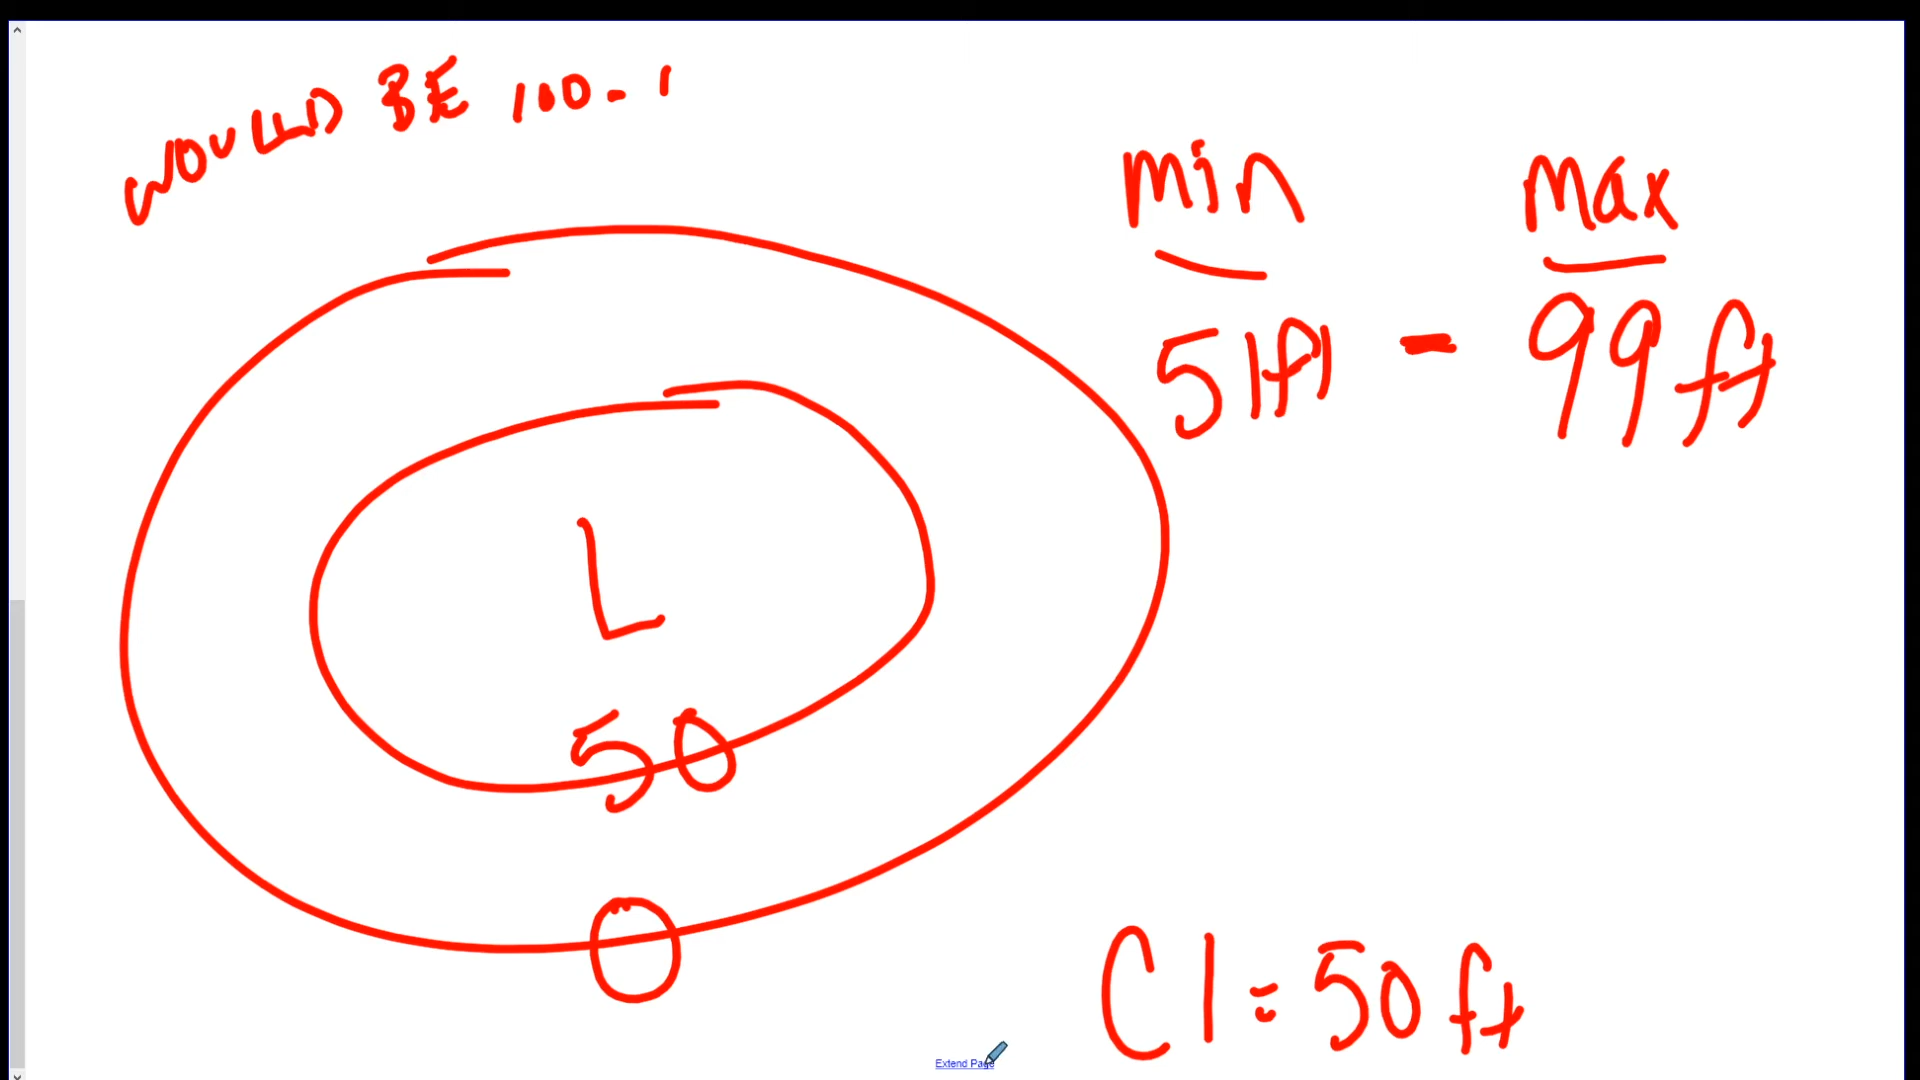 WOULD BE 100 - 1
Min Max
51ft - 99ft
L
50
0
CI = 50 ft
Extend Page